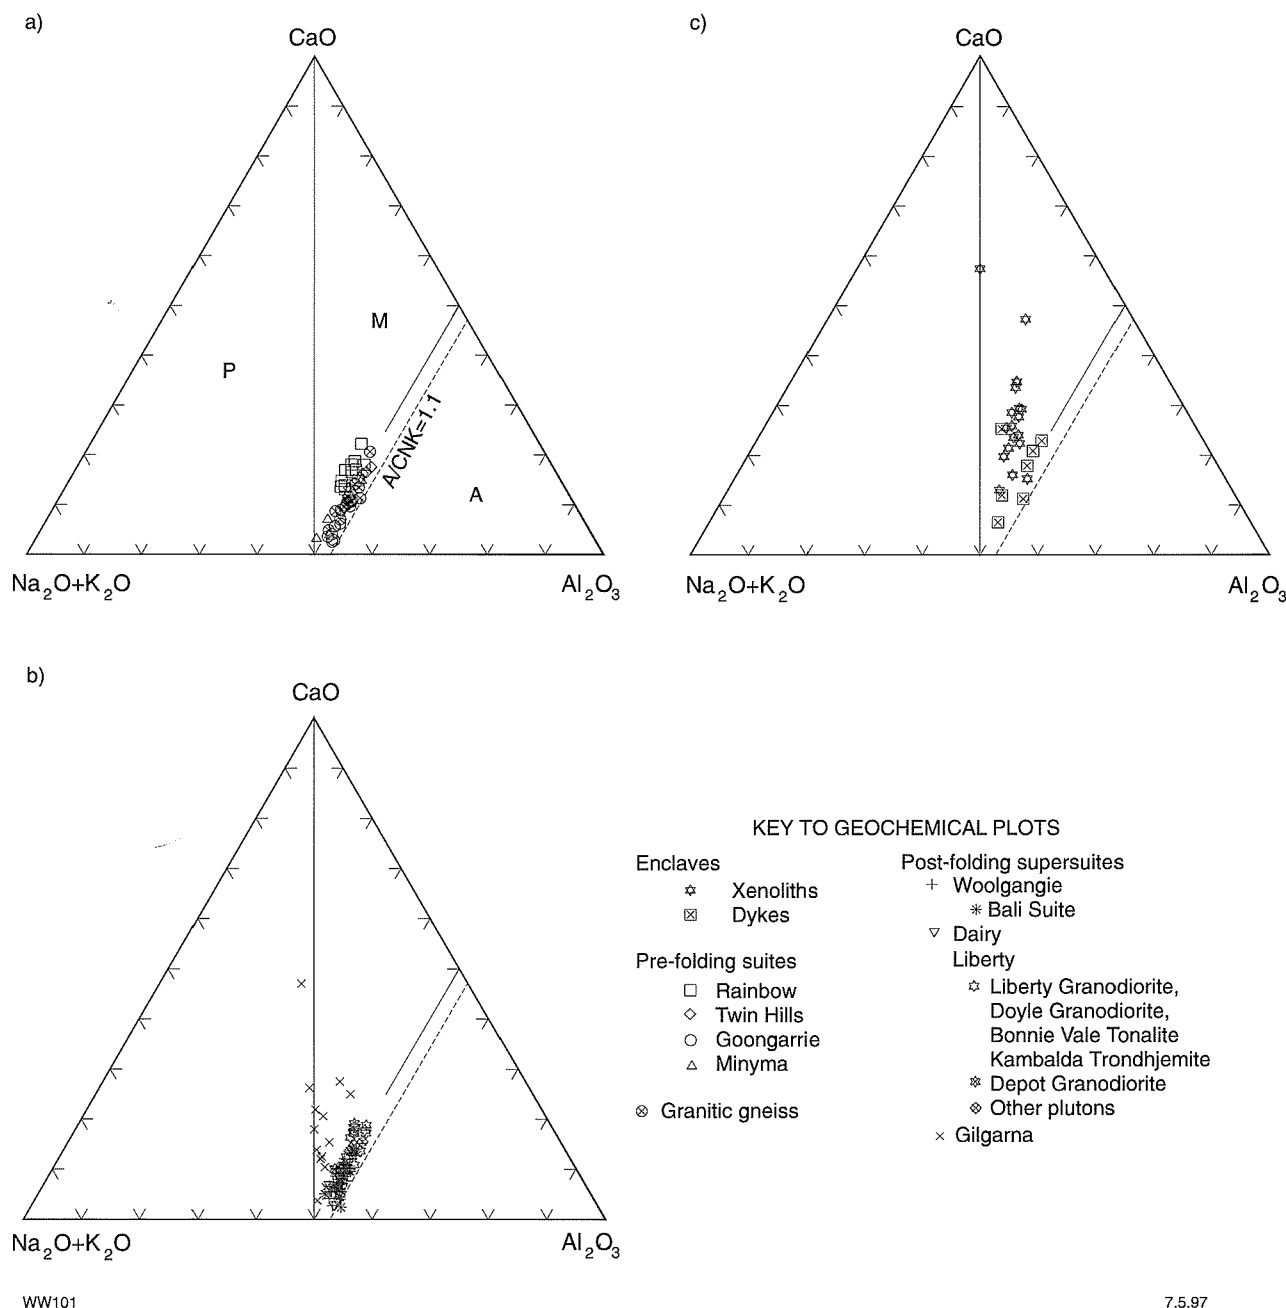 a)
CaO
P
M
A/CNK=1.1
A
Na2O+K2O
Al2O3
c)
CaO
Na2O+K2O
Al2O3
b)
CaO
Na2O+K2O
Al2O3
KEY TO GEOCHEMICAL PLOTS
Enclaves
Xenoliths
Dykes
Pre-folding suites
Rainbow
Twin Hills
Goongarrie
Minyma
Granitic gneiss
Post-folding supersuites
Woolgangie
Bali Suite
Dairy
Liberty
Liberty Granodiorite,
Doyle Granodiorite,
Bonnie Vale Tonalite
Kambalda Trondhjemite
Depot Granodiorite
Other plutons
Gilgarna
WW101
7.5.97